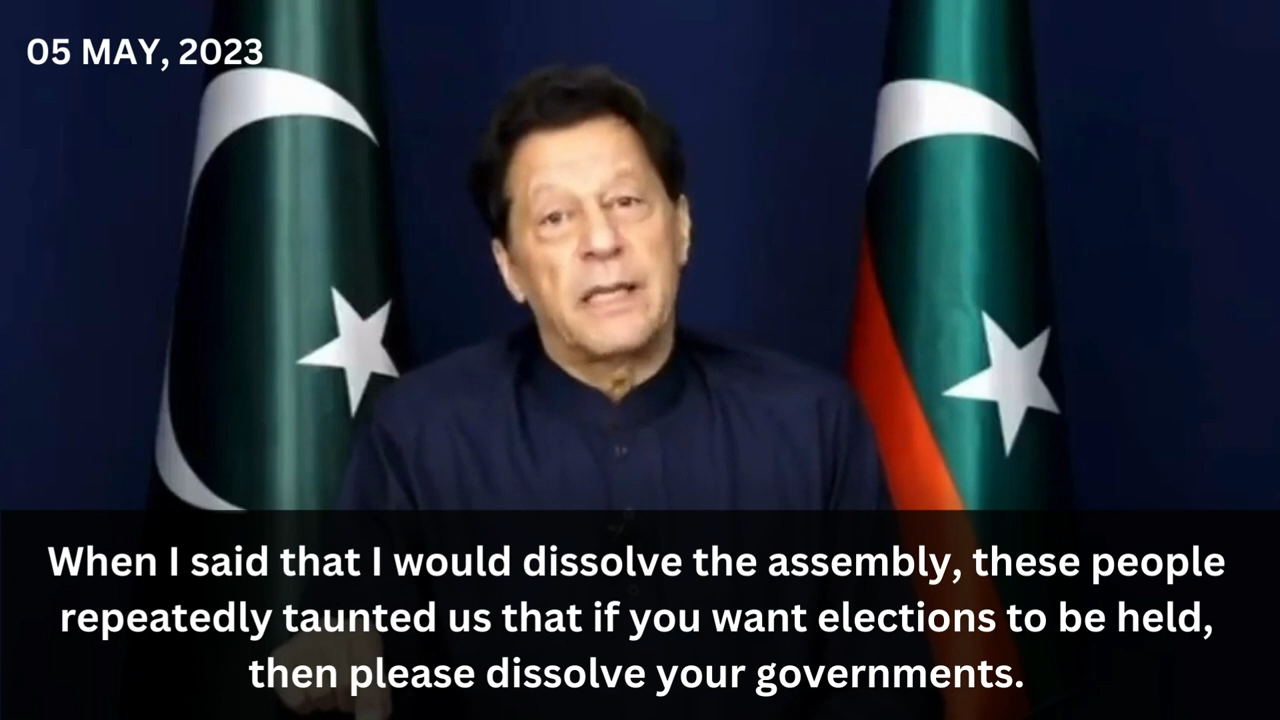 05 MAY, 2023
When I said that I would dissolve the assembly, these people
repeatedly taunted us that if you want elections to be held,
then please dissolve your governments.